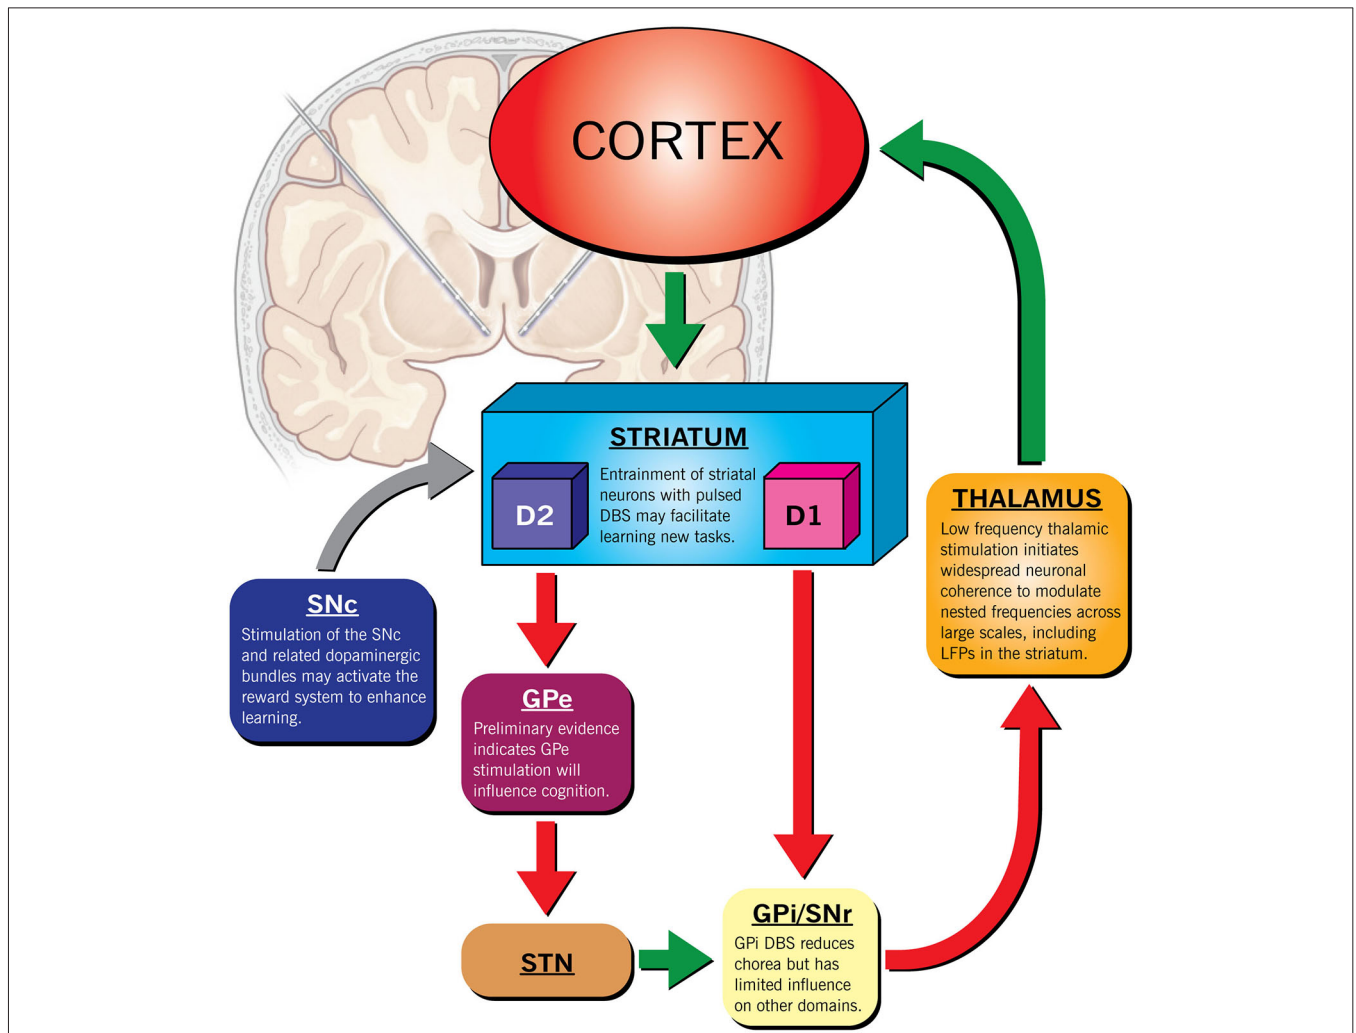 CORTEX
STRIATUM
Entrainment of striatal
neurons with pulsed
DBS may facilitate
learning new tasks.
D2
D1
THALAMUS
Low frequency thalamic
stimulation initiates
widespread neuronal
coherence to modulate
nested frequencies across
large scales, including
LFPs in the striatum.
SNc
Stimulation of the SNc
and related dopaminergic
bundles may activate the
reward system to enhance
learning.
GPe
Preliminary evidence
indicates GPe
stimulation will
influence cognition.
STN
GPi/SNr
GPi DBS reduces
chorea but has
limited influence
on other domains.